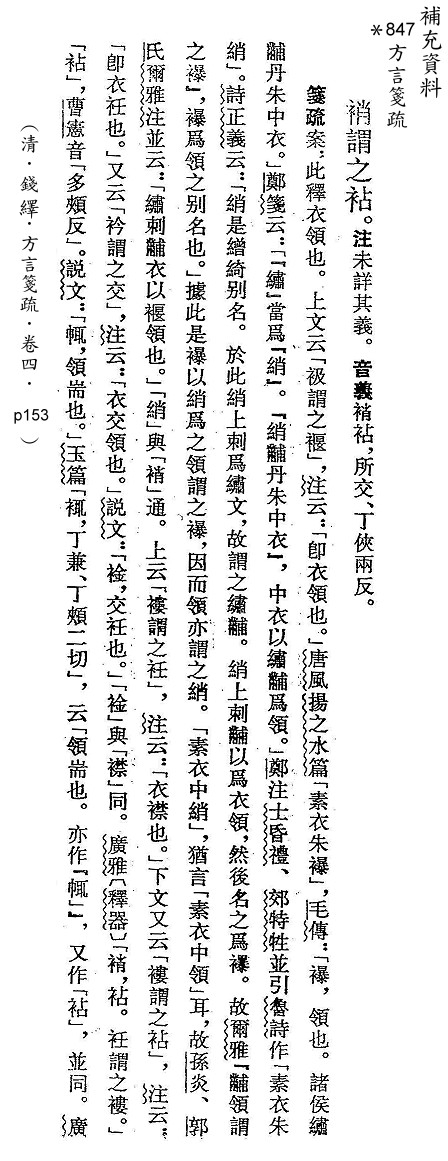 補充資料
*847
方言箋疏
褙謂之袩。注未詳其義。音義褙袩,所交、丁俠兩反。
箋疏案:此釋衣領也。上文云「衱謂之褗」,注云:「卽衣領也。」唐風揚之水篇「素衣朱襮」,毛傳:「襮,領也。諸侯繡
黼丹朱中衣。」鄭箋云:「『繡』當爲『綃』。『綃黼丹朱中衣』,中衣以繡黼爲領。」鄭注士昏禮、郊特牲並引魯詩作「素衣朱
綃」。詩正義云:「綃是繒綺別名。於此綃上刺爲繡文,故謂之繡黼。綃上刺黼以爲衣領,然後名之爲襮。故爾雅『黼領謂
之襮』,襮爲領之別名也。」據此是襮以綃爲之領謂之襮,因而領亦謂之綃。「素衣中綃」,猶言「素衣中領」耳,故孫炎、郭
氏爾雅注並云:「繡刺黼衣以褗領也。」「綃」與「䘯」通。上云「褸謂之衽」,注云:「衣襟也。」下文又云「褸謂之袩」,注云:
「卽衣衽也。」又云「衿謂之交」,注云:「衣交領也。」說文:「䘳,交衽也。」「䘳」與「襟」同。廣雅〔釋器〕「䘯,袩。衽謂之褸。」
「袩」,曹憲音「多頰反」。說文:「㡇,領耑也。」玉篇「𧚊,丁兼、丁頰二切」,云「領耑也。亦作『㡇』」,又作「袩」,並同。廣
(清.錢繹.方言箋疏.卷四.
p153
)